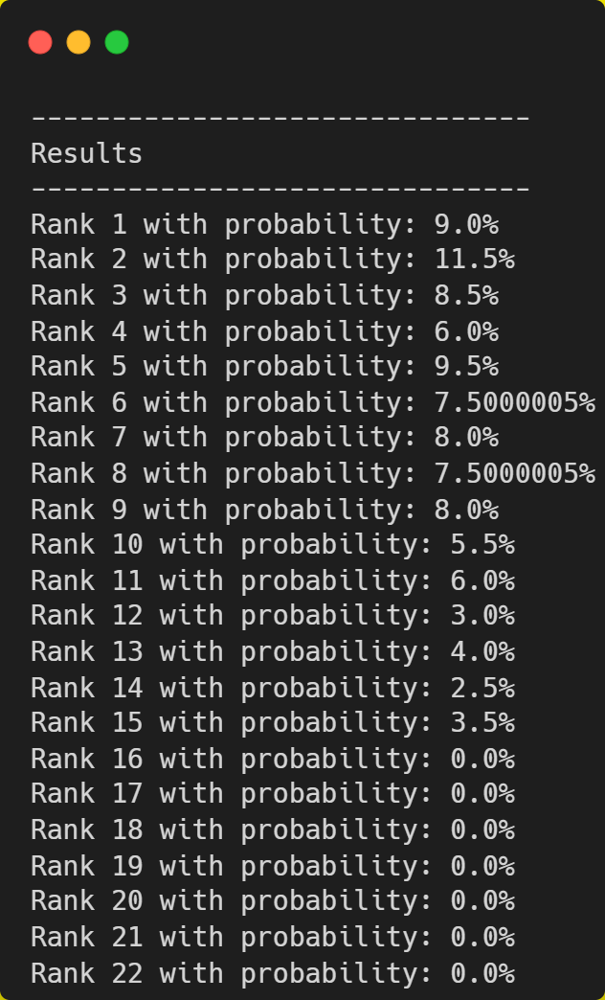 -------------------------------
Results
-------------------------------
Rank 1 with probability: 9.0%
Rank 2 with probability: 11.5%
Rank 3 with probability: 8.5%
Rank 4 with probability: 6.0%
Rank 5 with probability: 9.5%
Rank 6 with probability: 7.5000005%
Rank 7 with probability: 8.0%
Rank 8 with probability: 7.5000005%
Rank 9 with probability: 8.0%
Rank 10 with probability: 5.5%
Rank 11 with probability: 6.0%
Rank 12 with probability: 3.0%
Rank 13 with probability: 4.0%
Rank 14 with probability: 2.5%
Rank 15 with probability: 3.5%
Rank 16 with probability: 0.0%
Rank 17 with probability: 0.0%
Rank 18 with probability: 0.0%
Rank 19 with probability: 0.0%
Rank 20 with probability: 0.0%
Rank 21 with probability: 0.0%
Rank 22 with probability: 0.0%